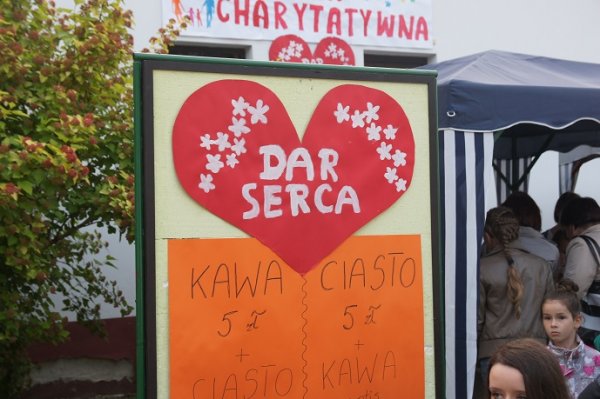 CHARYTATYWNA
DAR
SERCA
KAWA
5 zł
+
CIASTO
CIASTO
5 zł
+
KAWA